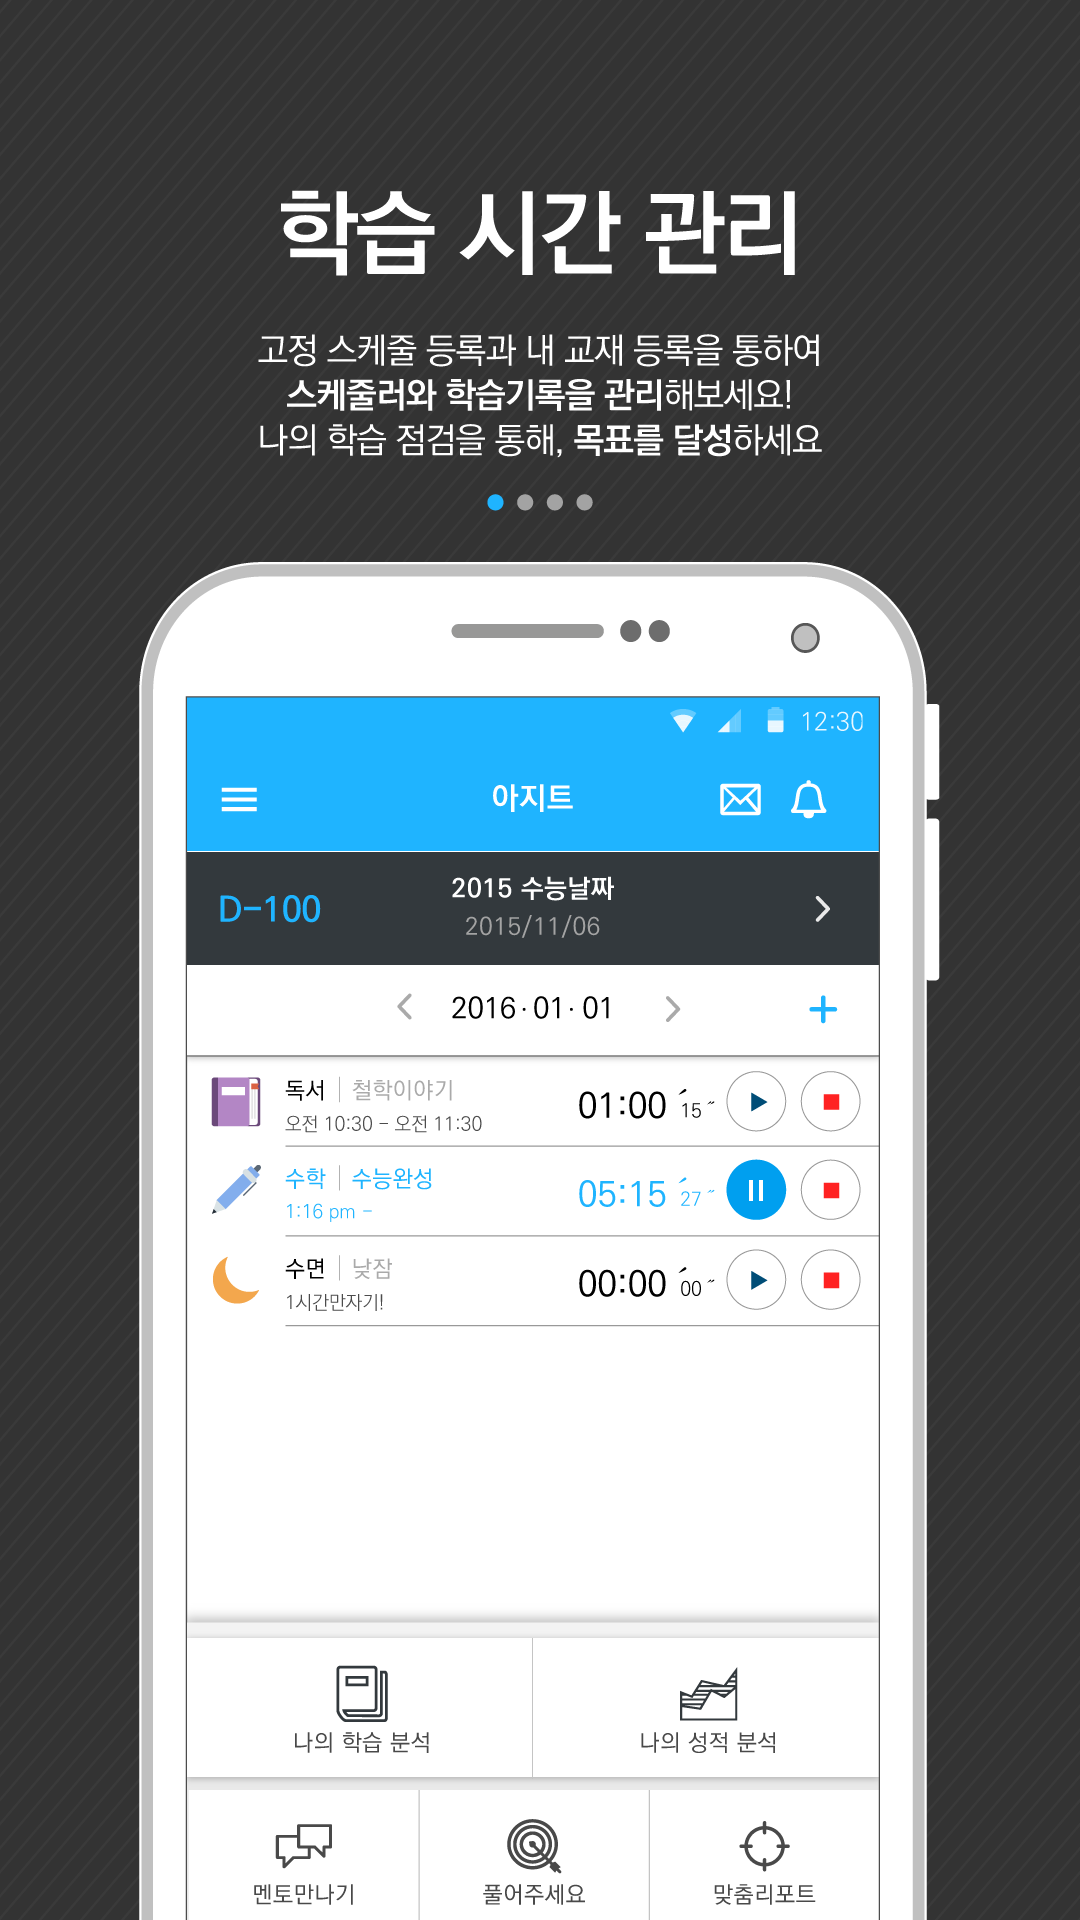 학습 시간 관리
고정 스케줄 등록과 내 교재 등록을 통하여
스케줄러와 학습기록을 관리해보세요!
나의 학습 점검을 통해, 목표를 달성하세요
12:30
아지트
D-100
2015 수능날짜
2015/11/06
2016 · 01 · 01
독서 | 철학이야기
오전 10:30 - 오전 11:30
01:00 ′ 15 ″
수학 | 수능완성
1:16 pm -
05:15 ′ 27 ″
수면 | 낮잠
1시간만자기!
00:00 ′ 00 ″
나의 학습 분석
나의 성적 분석
멘토만나기
풀어주세요
맞춤리포트